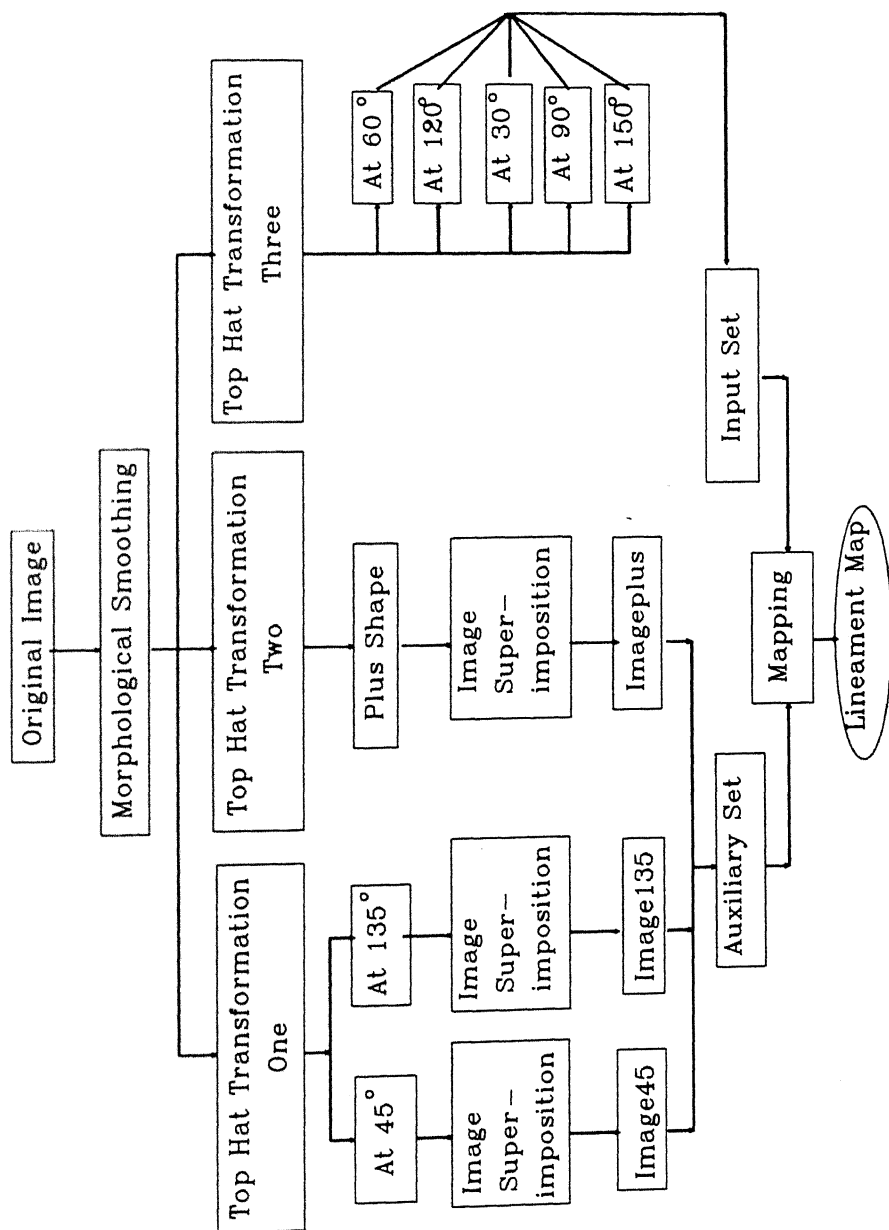 Original Image
Morphological Smoothing
Top Hat Transformation
One
Top Hat Transformation
Two
Top Hat Transformation
Three
At 45°
At 135°
Plus Shape
At 60°
At 120°
At 30°
At 90°
At 150°
Image
Super-
imposition
Image
Super-
imposition
Image
Super-
imposition
Image45
Image135
Imageplus
Auxiliary Set
Input Set
Mapping
Lineament Map